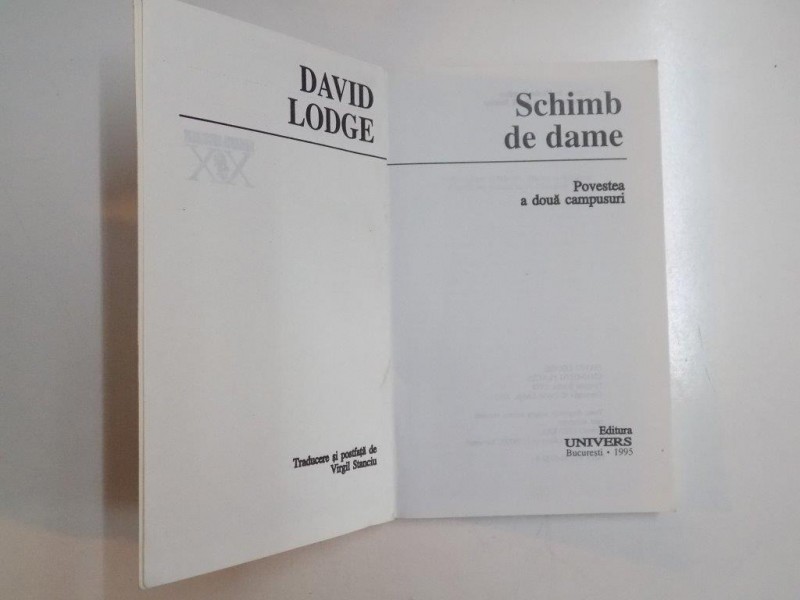 DAVID
LODGE
Traducere și postfață de
Virgil Stanciu
Schimb
de dame
Povestea
a două campusuri
Editura
UNIVERS
București • 1995